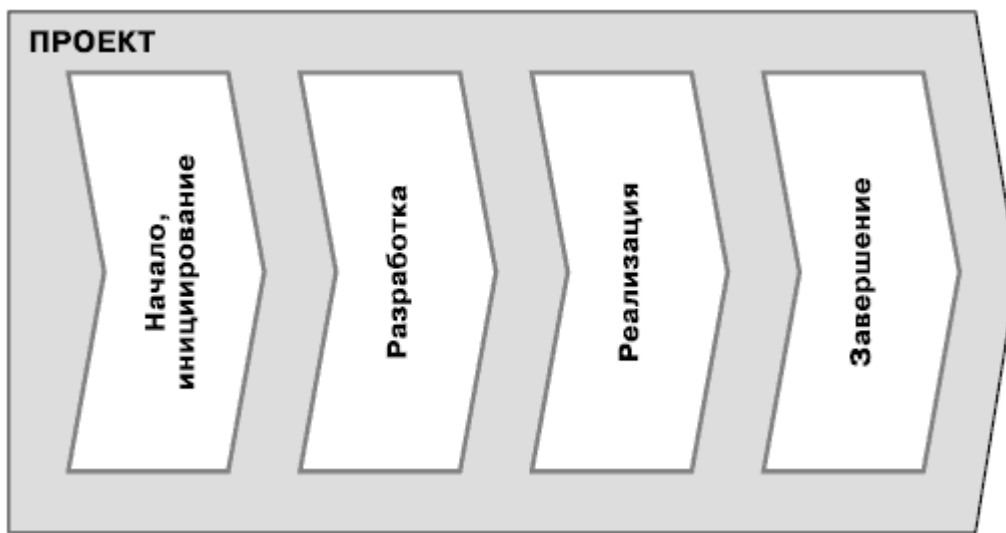 ПРОЕКТ
Начало,
инициирование
Разработка
Реализация
Завершение